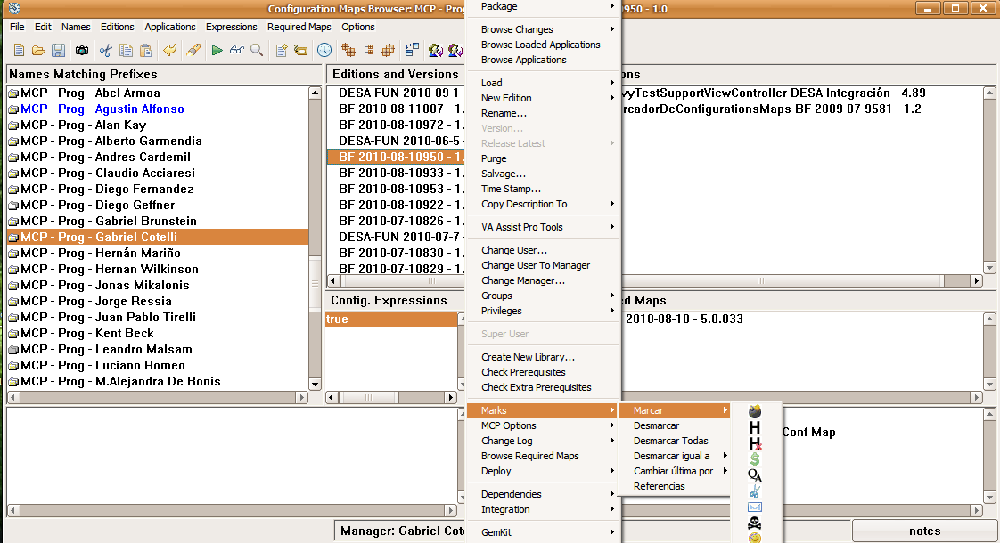 Configuration Maps Browser: MCP - Pro
950 - 1.0
File Edit Names Editions Applications Expressions Required Maps Options
Names Matching Prefixes
MCP - Prog - Abel Armoa
MCP - Prog - Agustin Alfonso
MCP - Prog - Alan Kay
MCP - Prog - Alberto Garmendia
MCP - Prog - Andres Cardemil
MCP - Prog - Claudio Acciaresi
MCP - Prog - Diego Fernandez
MCP - Prog - Diego Geffner
MCP - Prog - Gabriel Brunstein
MCP - Prog - Gabriel Cotelli
MCP - Prog - Hernán Mariño
MCP - Prog - Hernan Wilkinson
MCP - Prog - Jonas Mikalonis
MCP - Prog - Jorge Ressia
MCP - Prog - Juan Pablo Tirelli
MCP - Prog - Kent Beck
MCP - Prog - Leandro Malsam
MCP - Prog - Luciano Romeo
MCP - Prog - M.Alejandra De Bonis
Editions and Versions
DESA-FUN 2010-09-1 -
BF 2010-08-11007 - 1.
BF 2010-08-10972 - 1.
DESA-FUN 2010-06-5 -
BF 2010-08-10950 - 1.
BF 2010-08-10933 - 1.
BF 2010-08-10953 - 1.
BF 2010-08-10922 - 1.
BF 2010-07-10826 - 1.
DESA-FUN 2010-07-7 -
BF 2010-07-10830 - 1.
BF 2010-07-10829 - 1.
Config. Expressions
true
Package
Browse Changes
Browse Loaded Applications
Browse Applications
Load
New Edition
Rename...
Version...
Release Latest
Purge
Salvage...
Time Stamp...
Copy Description To
VA Assist Pro Tools
Change User...
Change User To Manager
Change Manager...
Groups
Privileges
Super User
Create New Library...
Check Prerequisites
Check Extra Prerequisites
Marks
MCP Options
Change Log
Browse Required Maps
Deploy
Dependencies
Integration
GemKit
Marcar
Desmarcar
Desmarcar Todas
Desmarcar igual a
Cambiar última por
Referencias
H
H
$
QA
ons
vyTestSupportViewController DESA-Integración - 4.89
rcadorDeConfigurationsMaps BF 2009-07-9581 - 1.2
ed Maps
2010-08-10 - 5.0.033
Conf Map
Manager: Gabriel Cot
notes